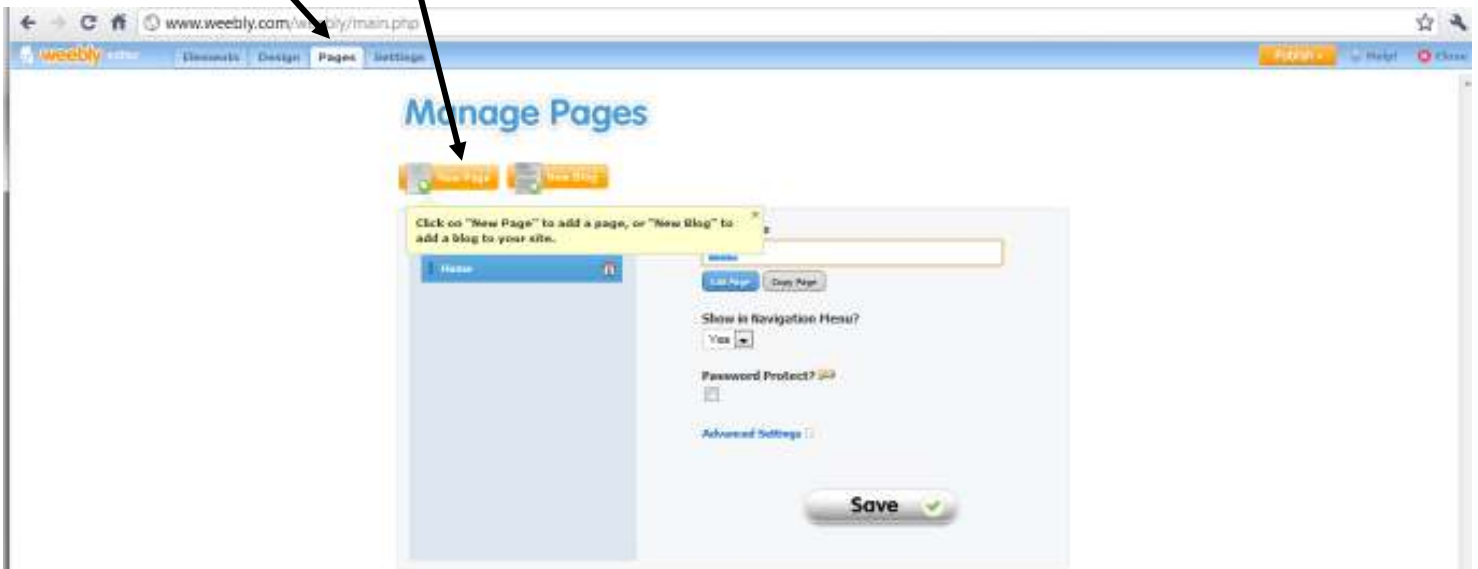 www.weebly.com/weebly/main.php
weebly editor Elements Design Pages Settings Publish Help! Close
Manage Pages
New Page New Blog
Click on "New Page" to add a page, or "New Blog" to
add a blog to your site.
Home
Edit Page Copy Page
Show in Navigation Menu?
Yes
Password Protect?
Advanced Settings
Save